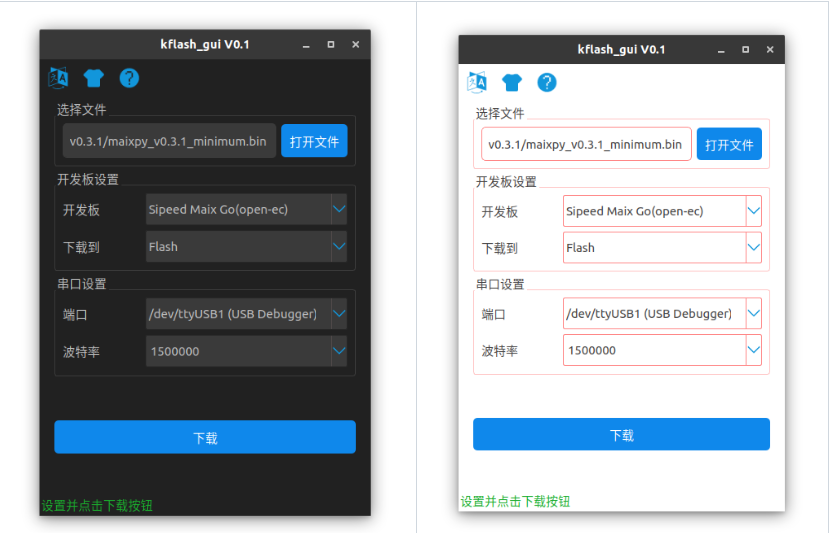 kflash_gui V0.1
选择文件
v0.3.1/maixpy_v0.3.1_minimum.bin 打开文件
开发板设置
开发板 Sipeed Maix Go(open-ec)
下载到 Flash
串口设置
端口 /dev/ttyUSB1 (USB Debugger)
波特率 1500000
下载
设置并点击下载按钮
kflash_gui V0.1
选择文件
v0.3.1/maixpy_v0.3.1_minimum.bin 打开文件
开发板设置
开发板 Sipeed Maix Go(open-ec)
下载到 Flash
串口设置
端口 /dev/ttyUSB1 (USB Debugger)
波特率 1500000
下载
设置并点击下载按钮